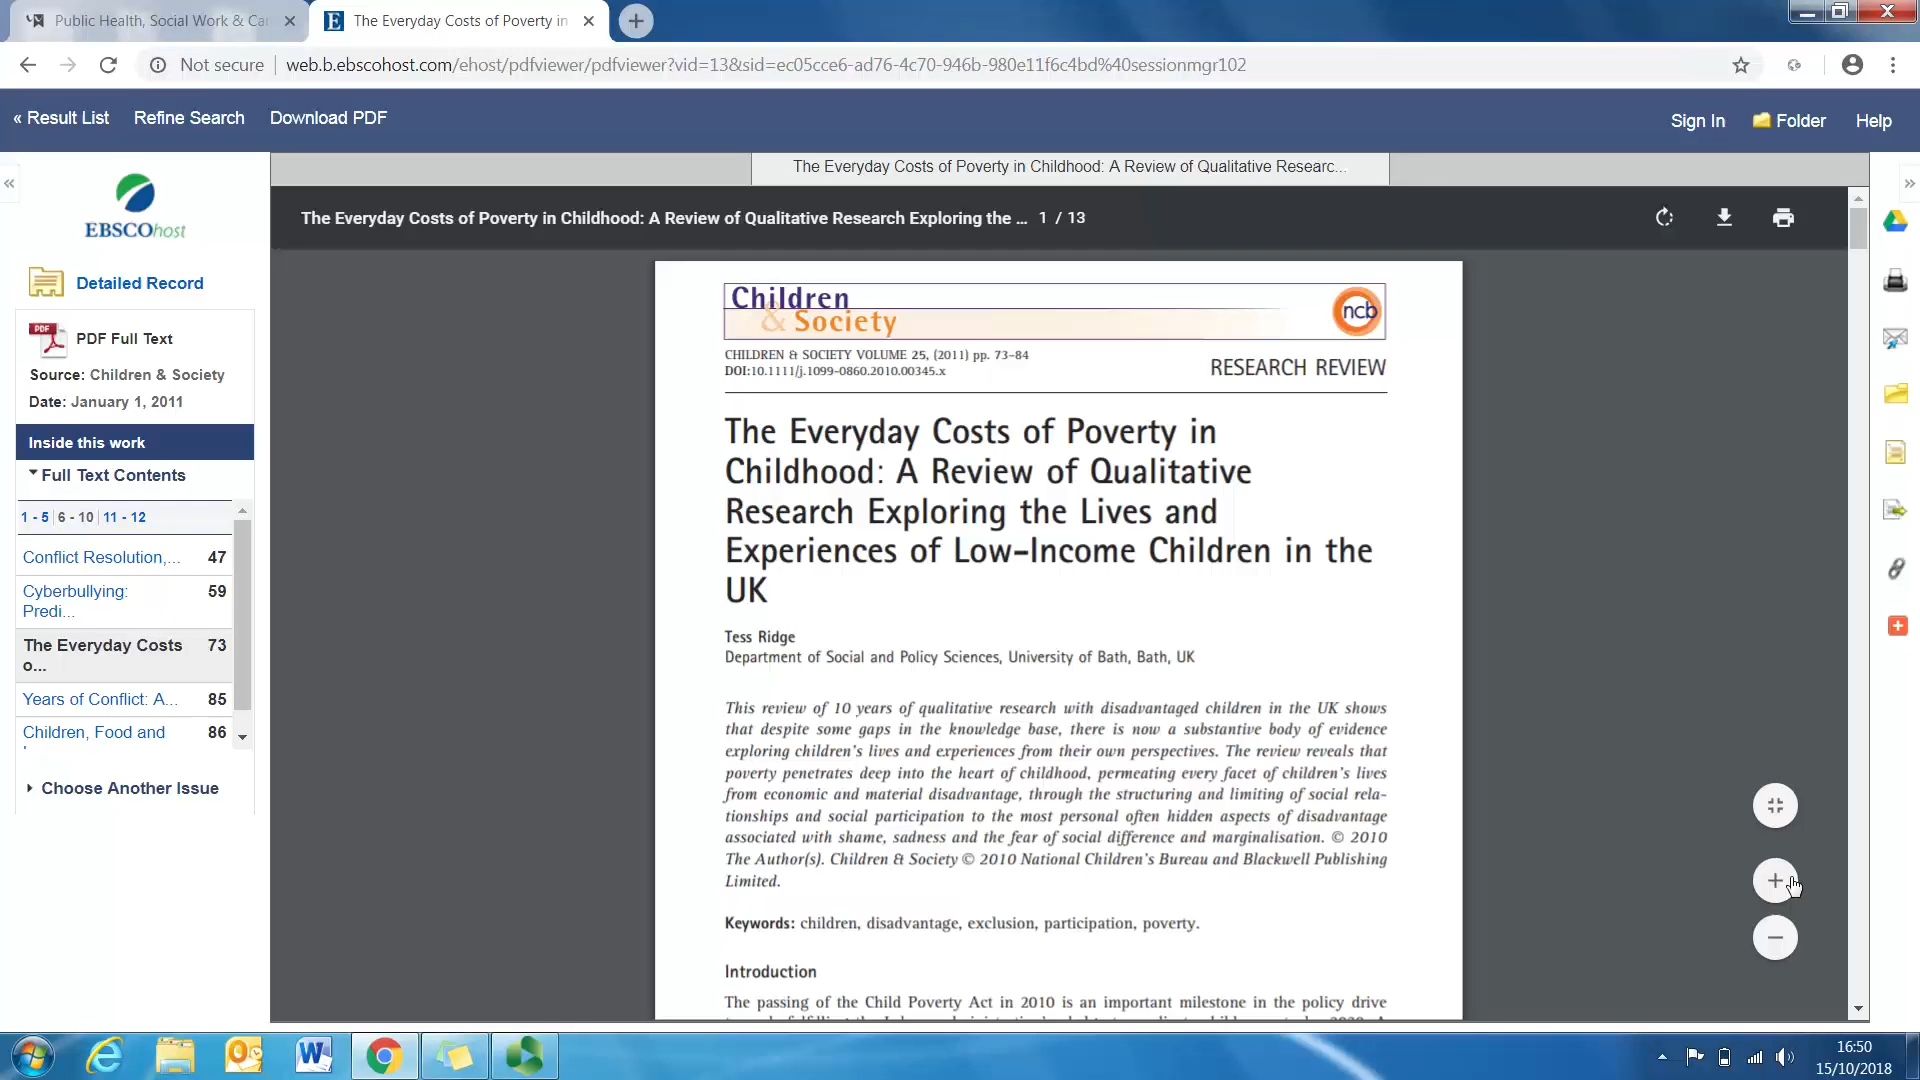 Public Health, Social Work & Ca
The Everyday Costs of Poverty in
Not secure
web.b.ebscohost.com/ehost/pdfviewer/pdfviewer?vid=13&sid=ec05cce6-ad76-4c70-946b-980e11f6c4bd%40sessionmgr102
« Result List
Refine Search
Download PDF
Sign In
Folder
Help
The Everyday Costs of Poverty in Childhood: A Review of Qualitative Researc...
EBSCOhost
Detailed Record
PDF
PDF Full Text
Source: Children & Society
Date: January 1, 2011
Inside this work
Full Text Contents
1 - 5 | 6 - 10 | 11 - 12
Conflict Resolution,... 47
Cyberbullying: 59
Predi...
The Everyday Costs 73
o...
Years of Conflict: A... 85
Children, Food and 86
Choose Another Issue
The Everyday Costs of Poverty in Childhood: A Review of Qualitative Research Exploring the ... 1 / 13
Children
& Society
ncb
CHILDREN & SOCIETY VOLUME 25, (2011) pp. 73–84
DOI:10.1111/j.1099-0860.2010.00345.x
RESEARCH REVIEW
The Everyday Costs of Poverty in
Childhood: A Review of Qualitative
Research Exploring the Lives and
Experiences of Low-Income Children in the
UK
Tess Ridge
Department of Social and Policy Sciences, University of Bath, Bath, UK
This review of 10 years of qualitative research with disadvantaged children in the UK shows
that despite some gaps in the knowledge base, there is now a substantive body of evidence
exploring children's lives and experiences from their own perspectives. The review reveals that
poverty penetrates deep into the heart of childhood, permeating every facet of children's lives
from economic and material disadvantage, through the structuring and limiting of social rela-
tionships and social participation to the most personal often hidden aspects of disadvantage
associated with shame, sadness and the fear of social difference and marginalisation. © 2010
The Author(s). Children & Society © 2010 National Children's Bureau and Blackwell Publishing
Limited.
Keywords: children, disadvantage, exclusion, participation, poverty.
Introduction
The passing of the Child Poverty Act in 2010 is an important milestone in the policy drive
16:50
15/10/2018